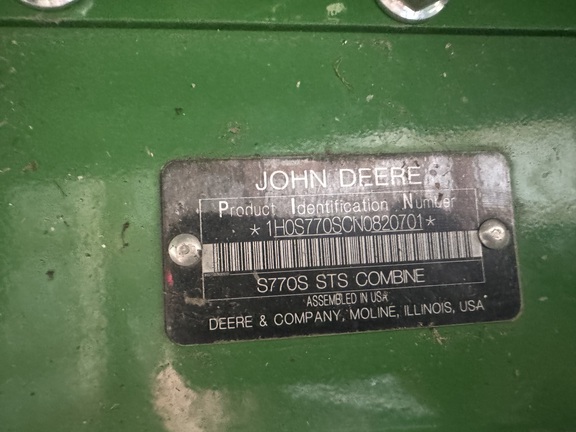 JOHN DEERE
Product Identification Number
*1H0S770SCN0820701*
S770S STS COMBINE
ASSEMBLED IN USA
DEERE & COMPANY, MOLINE, ILLINOIS, USA